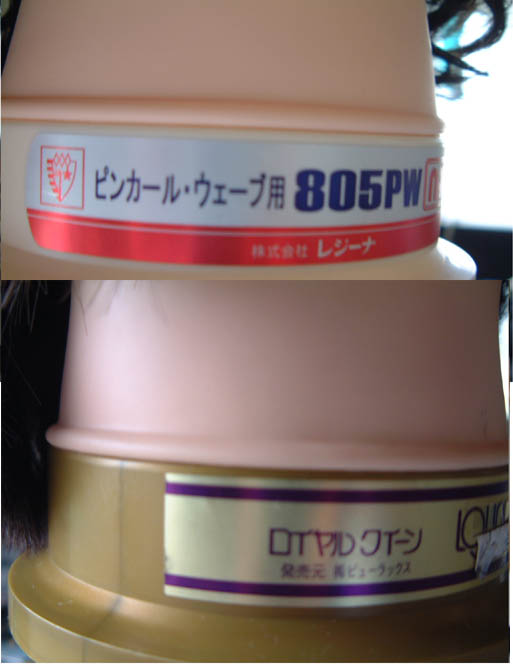 ピンカール・ウェーブ用 805PW
株式会社 レジーナ
ロイヤル クイーン
発売元 ㈱ビューラックス